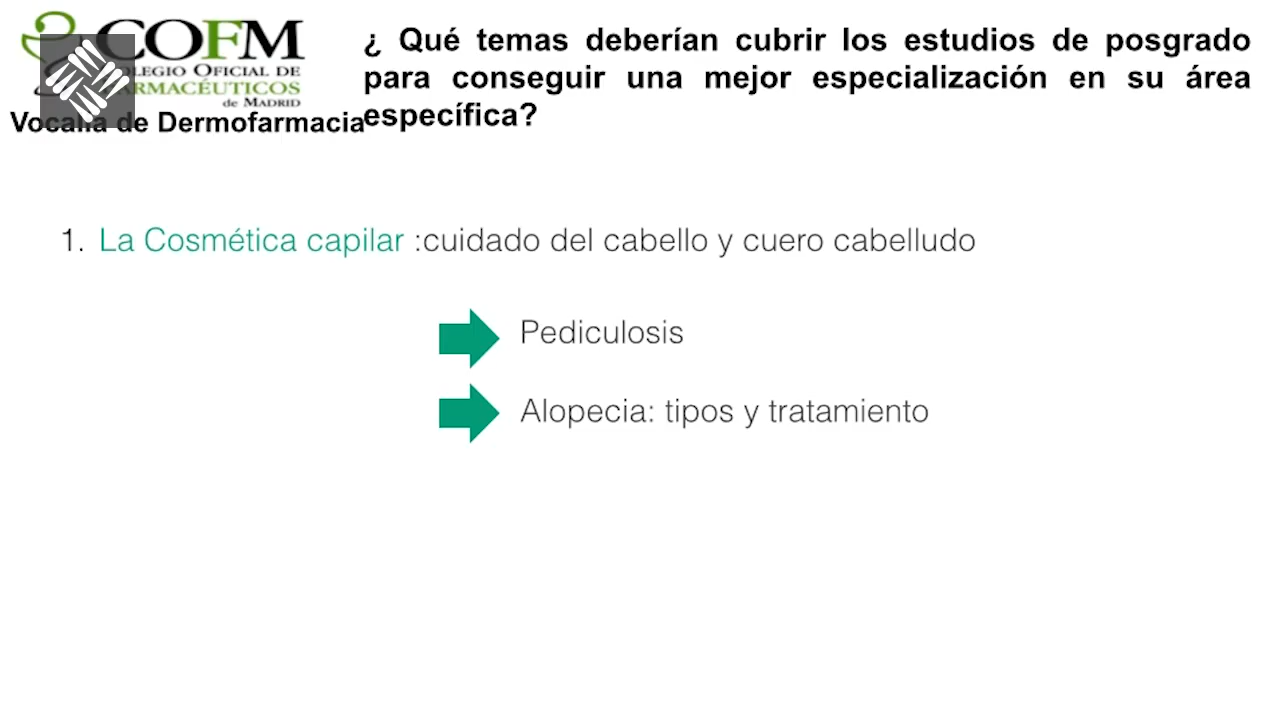 COFM
COLEGIO OFICIAL DE
FARMACÉUTICOS
de MADRID
Vocalía de Dermofarmacia
¿ Qué temas deberían cubrir los estudios de posgrado
para conseguir una mejor especialización en su área
específica?
1. La Cosmética capilar :cuidado del cabello y cuero cabelludo
Pediculosis
Alopecia: tipos y tratamiento